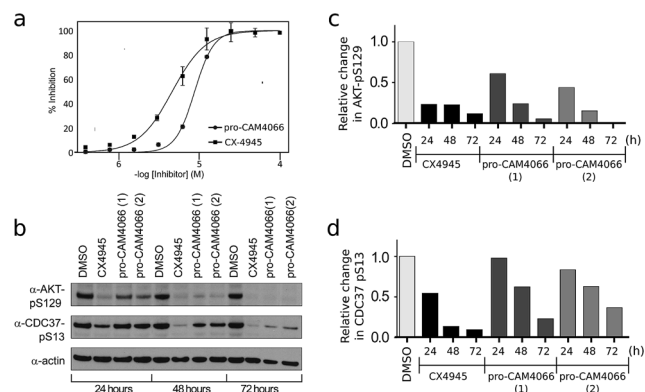 a
100
80
60
40
20
0
% Inhibition
pro-CAM4066
CX-4945
6
5
4
-log [Inhibitor] (M)
b
DMSO
CX4945
pro-CAM4066 (1)
pro-CAM4066 (2)
DMSO
CX4945
pro-CAM4066 (1)
pro-CAM4066 (2)
DMSO
CX4945
pro-CAM4066(1)
pro-CAM4066(2)
α-AKT-
pS129
α-CDC37-
pS13
α-actin
24 hours
48 hours
72 hours
c
Relative change
in AKT-pS129
1.0
0.5
0.0
DMSO
24 48 72 24 48 72 24 48 72 (h)
CX4945
pro-CAM4066
(1)
pro-CAM4066
(2)
d
Relative change
in CDC37 pS13
1.0
0.5
0.0
DMSO
24 48 72 24 48 72 24 48 72 (h)
CX4945
pro-CAM4066
(1)
pro-CAM4066
(2)